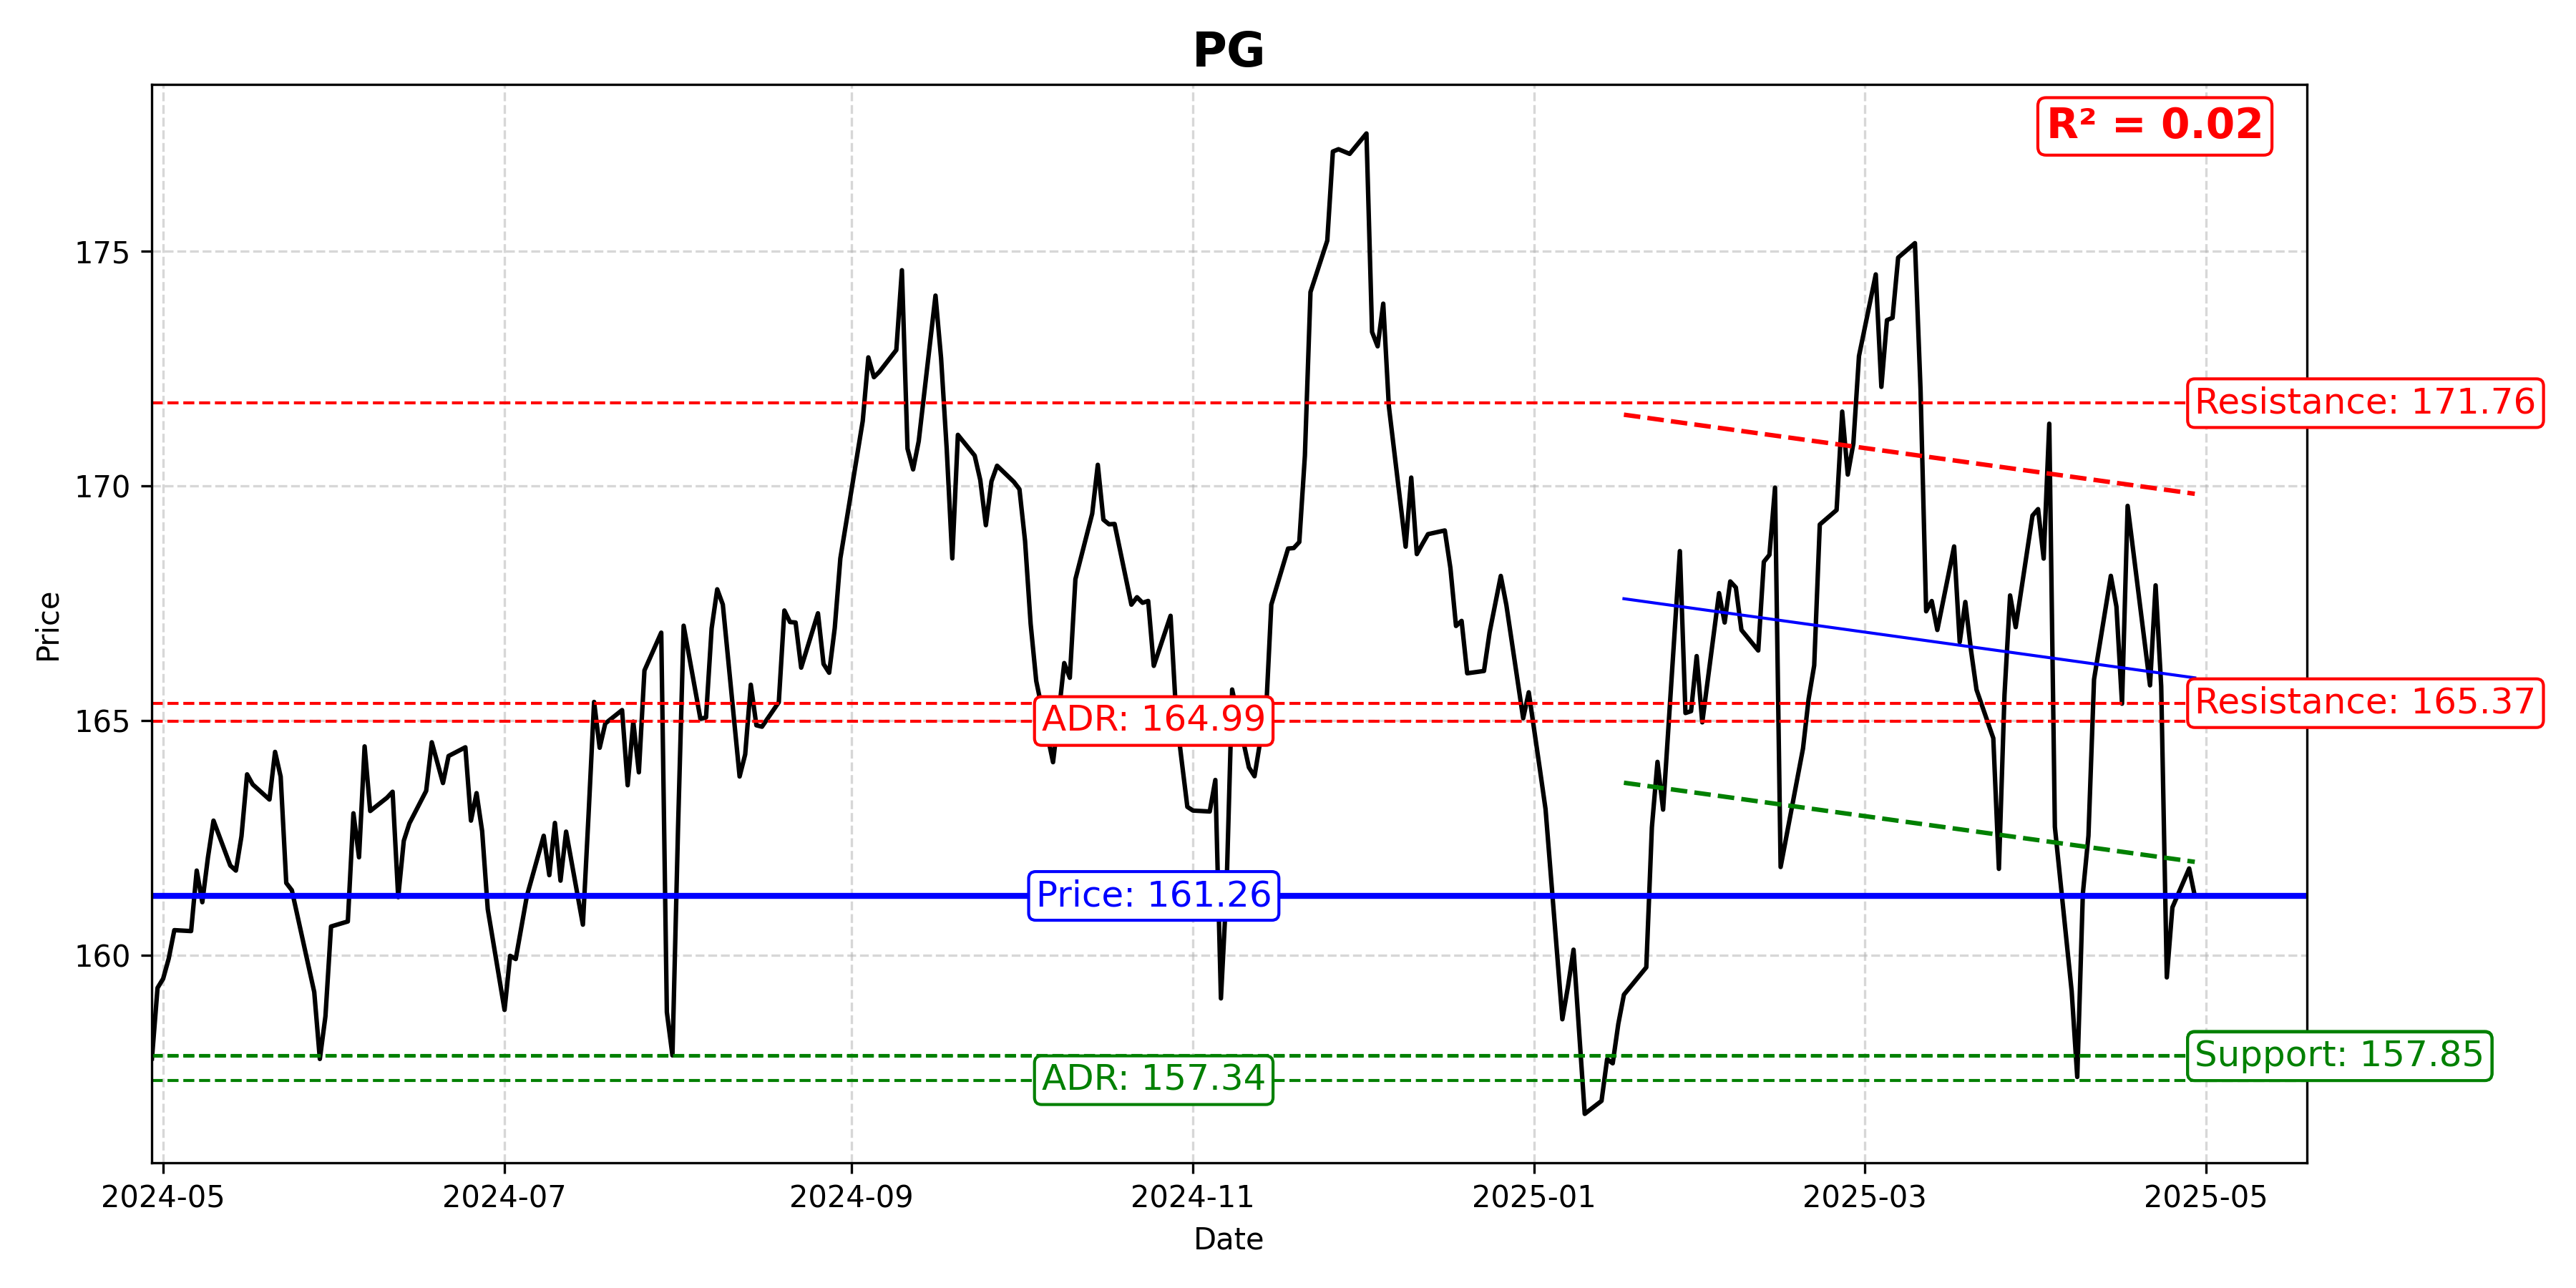 PG
R² = 0.02
175
Resistance: 171.76
170
Price
165
ADR: 164.99
Resistance: 165.37
Price: 161.26
160
ADR: 157.34
Support: 157.85
2024-05
2024-07
2024-09
2024-11
2025-01
2025-03
2025-05
Date